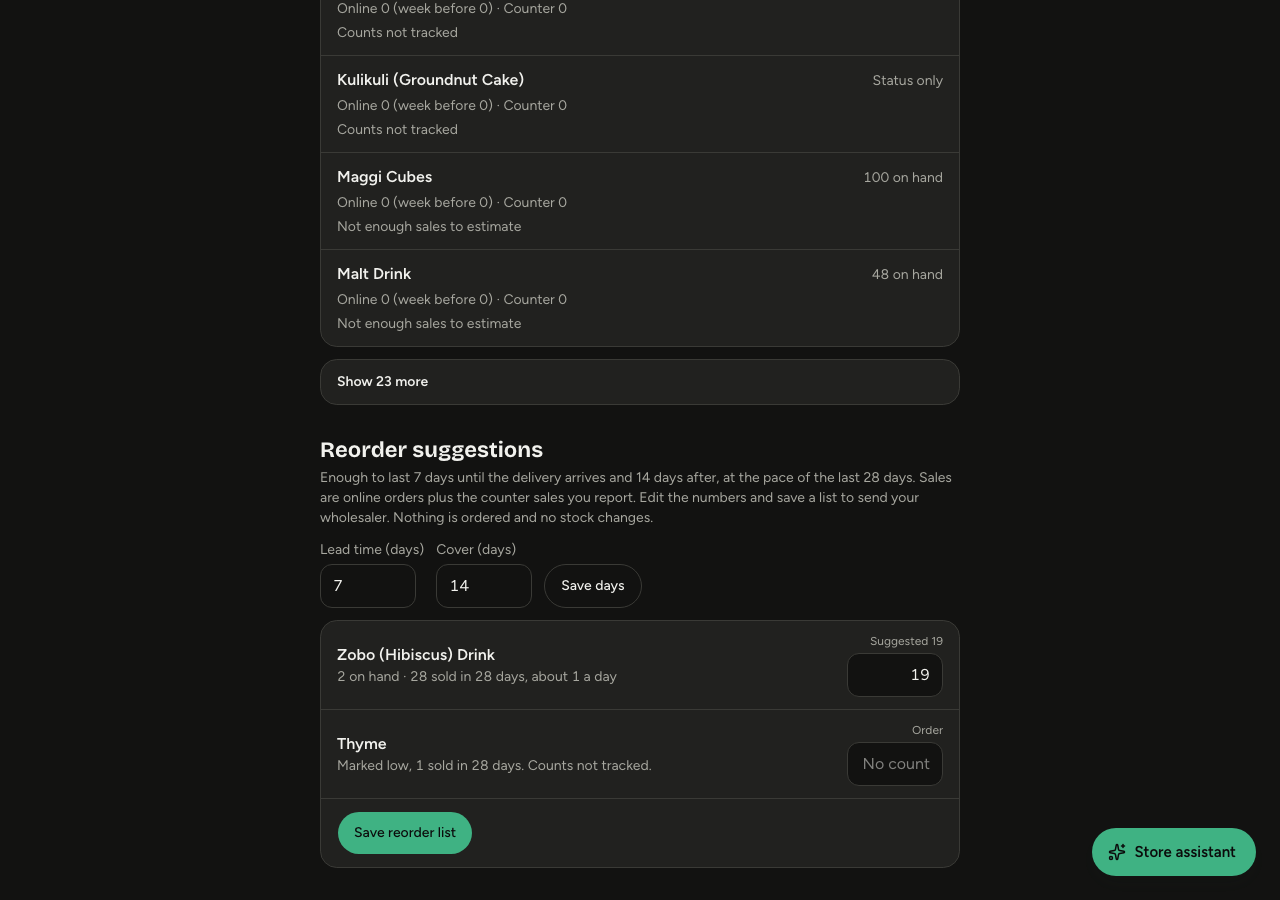 Online 0 (week before 0) · Counter 0
Counts not tracked
Kulikuli (Groundnut Cake)
Status only
Online 0 (week before 0) · Counter 0
Counts not tracked
Maggi Cubes
100 on hand
Online 0 (week before 0) · Counter 0
Not enough sales to estimate
Malt Drink
48 on hand
Online 0 (week before 0) · Counter 0
Not enough sales to estimate
Show 23 more
Reorder suggestions
Enough to last 7 days until the delivery arrives and 14 days after, at the pace of the last 28 days. Sales
are online orders plus the counter sales you report. Edit the numbers and save a list to send your
wholesaler. Nothing is ordered and no stock changes.
Lead time (days)
Cover (days)
7
14
Save days
Suggested 19
Zobo (Hibiscus) Drink
2 on hand · 28 sold in 28 days, about 1 a day
19
Order
Thyme
Marked low, 1 sold in 28 days. Counts not tracked.
No count
Save reorder list
Store assistant